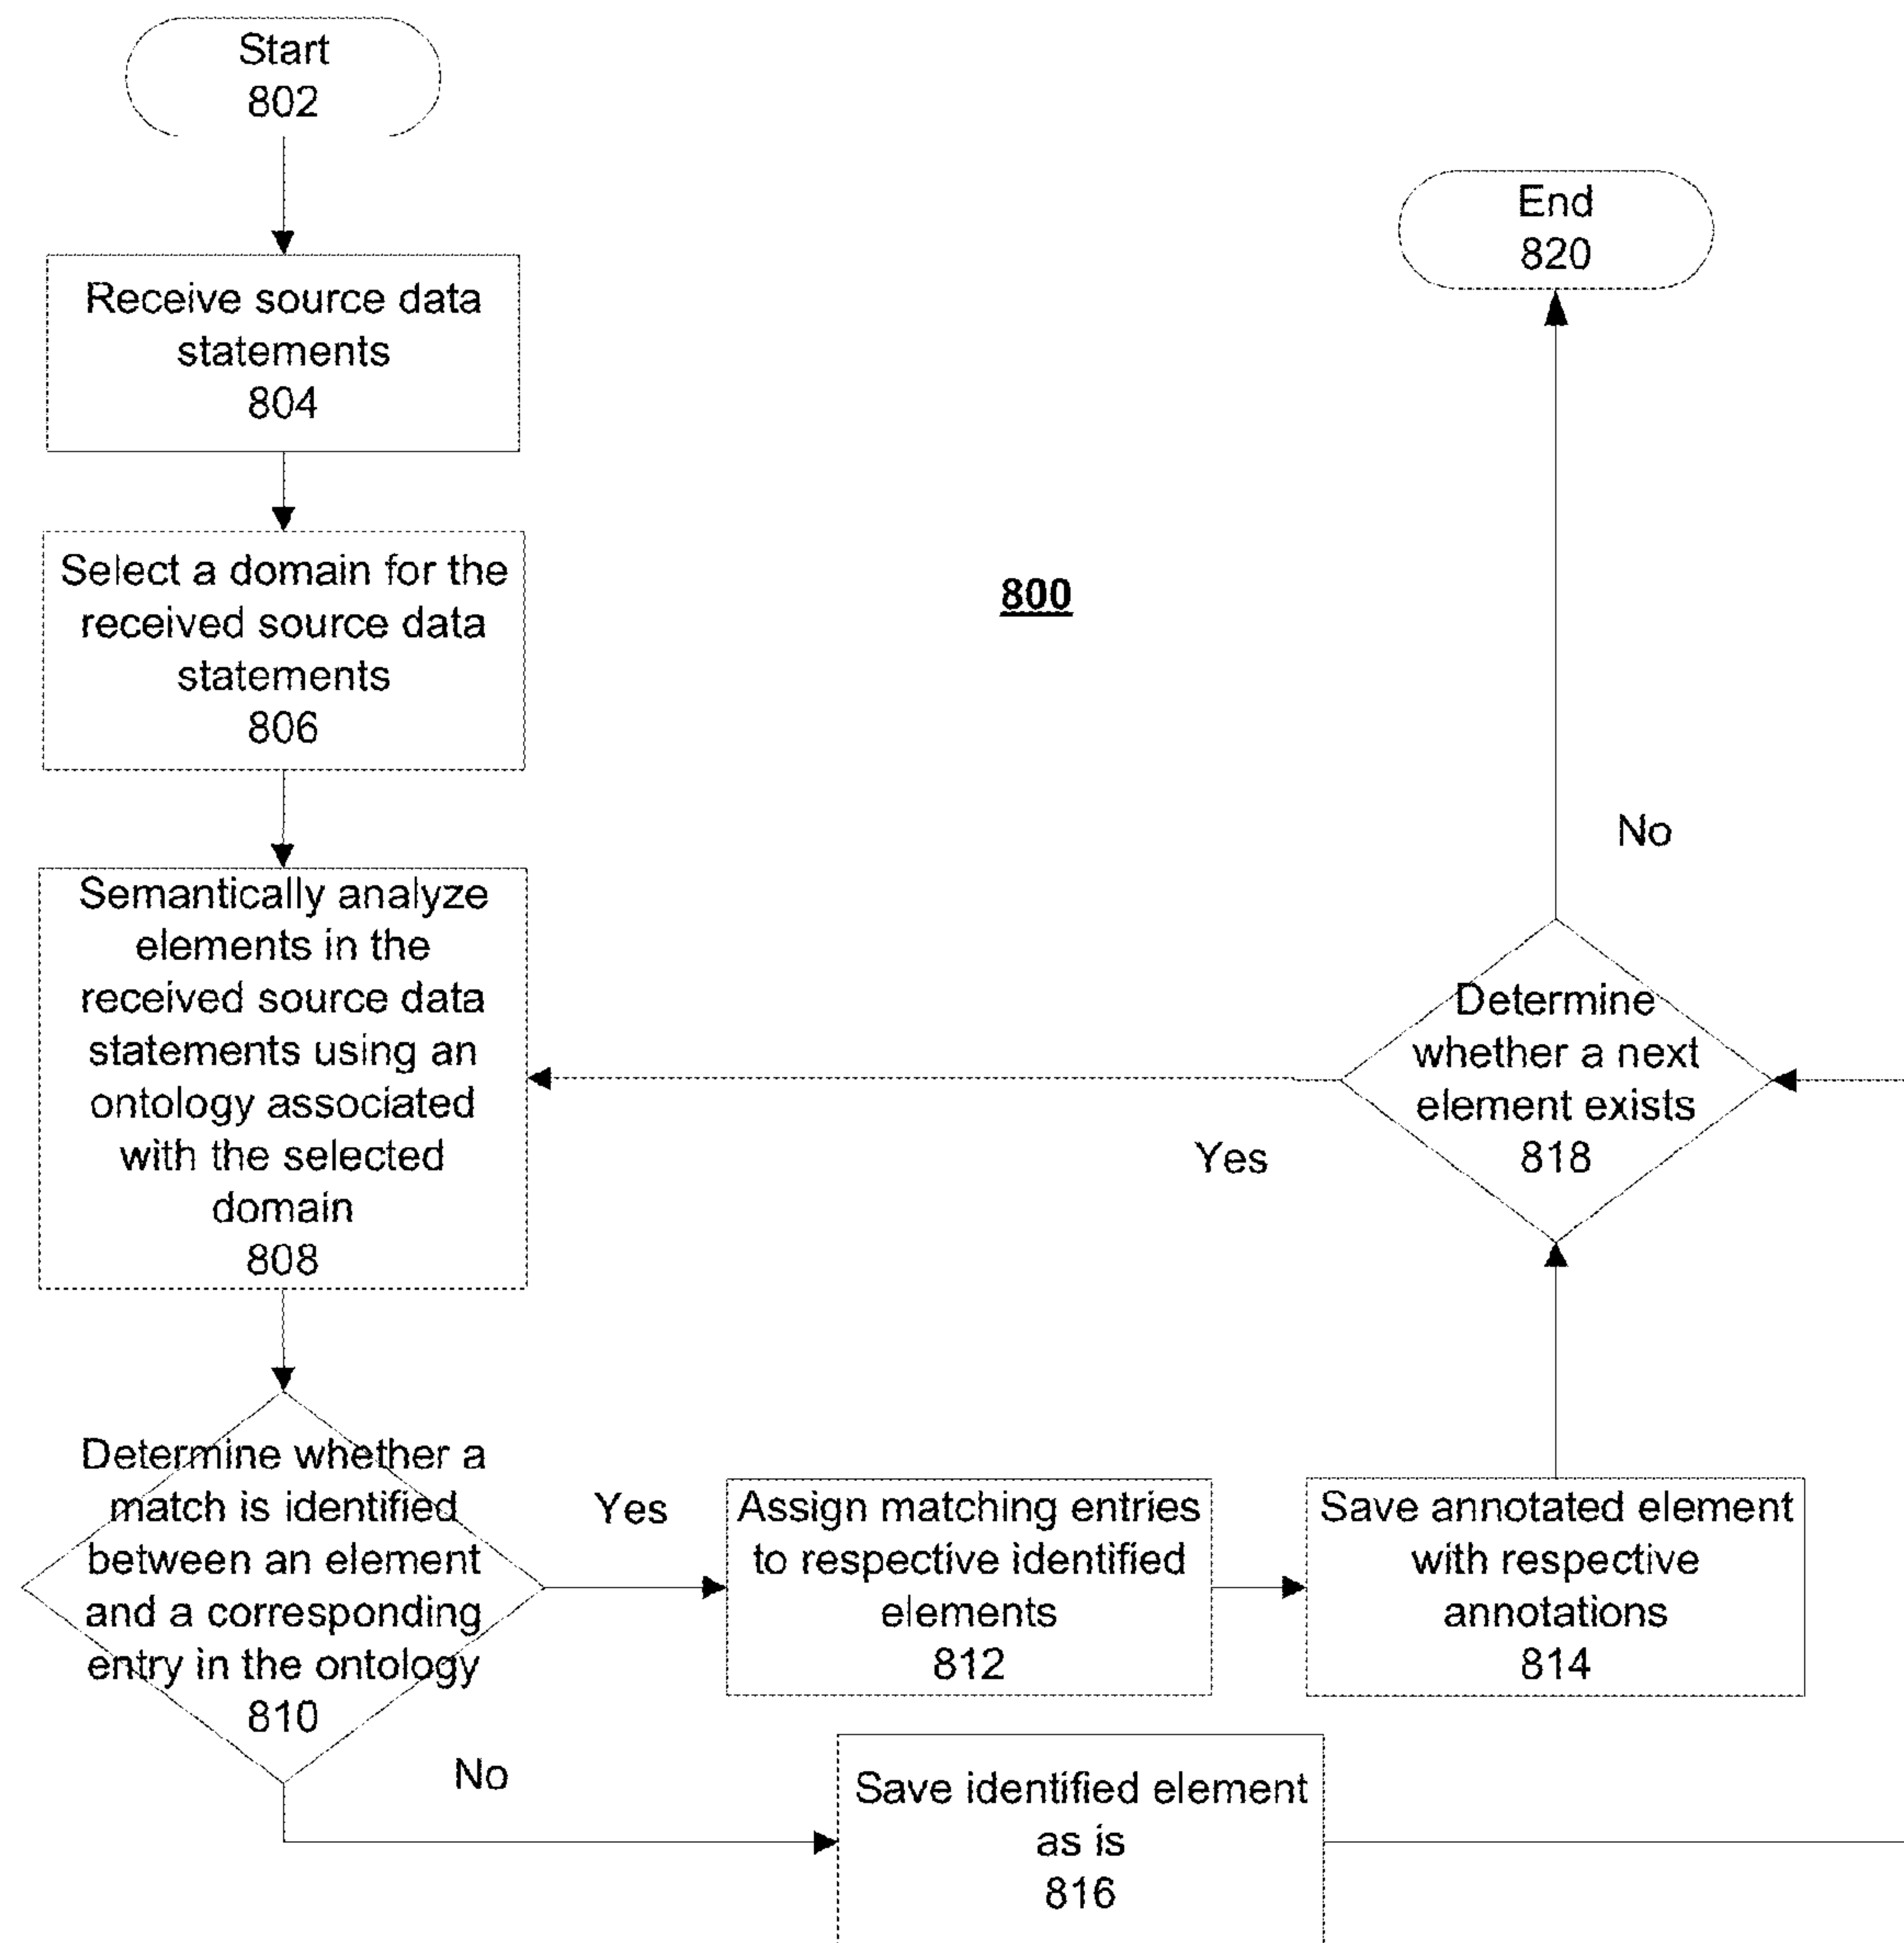 Start
802
Receive source data
statements
804
Select a domain for the
received source data
statements
806
Semantically analyze
elements in the
received source data
statements using an
ontology associated
with the selected
domain
808
Determine whether a
match is identified
between an element
and a corresponding
entry in the ontology
810
Yes
Assign matching entries
to respective identified
elements
812
Save annotated element
with respective
annotations
814
No
Save identified element
as is
816
Determine
whether a next
element exists
818
Yes
No
End
820
800